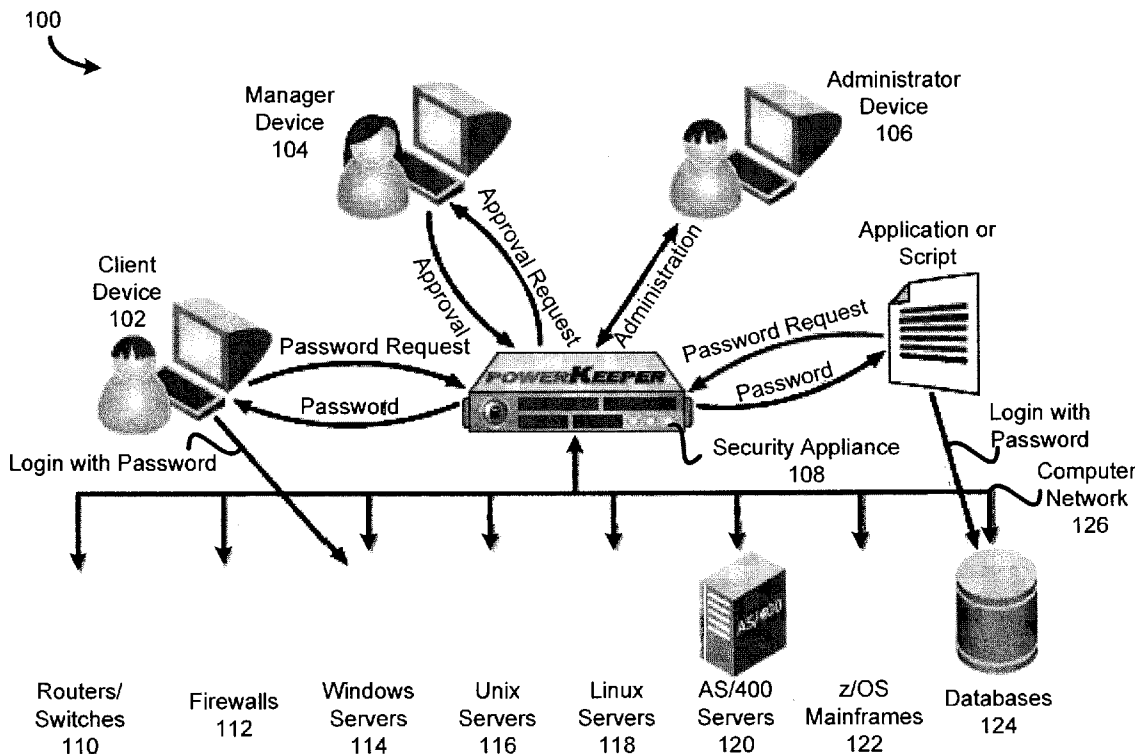 100
Manager
Device
104
Administrator
Device
106
Client
Device
102
Approval Request
Approval
Administration
Application or
Script
Password Request
Password
Password Request
Password
POWERKEEPER
Login with Password
Security Appliance
108
Login with
Password
Computer
Network
126
AS/400
Routers/
Switches
110
Firewalls
112
Windows
Servers
114
Unix
Servers
116
Linux
Servers
118
AS/400
Servers
120
z/OS
Mainframes
122
Databases
124